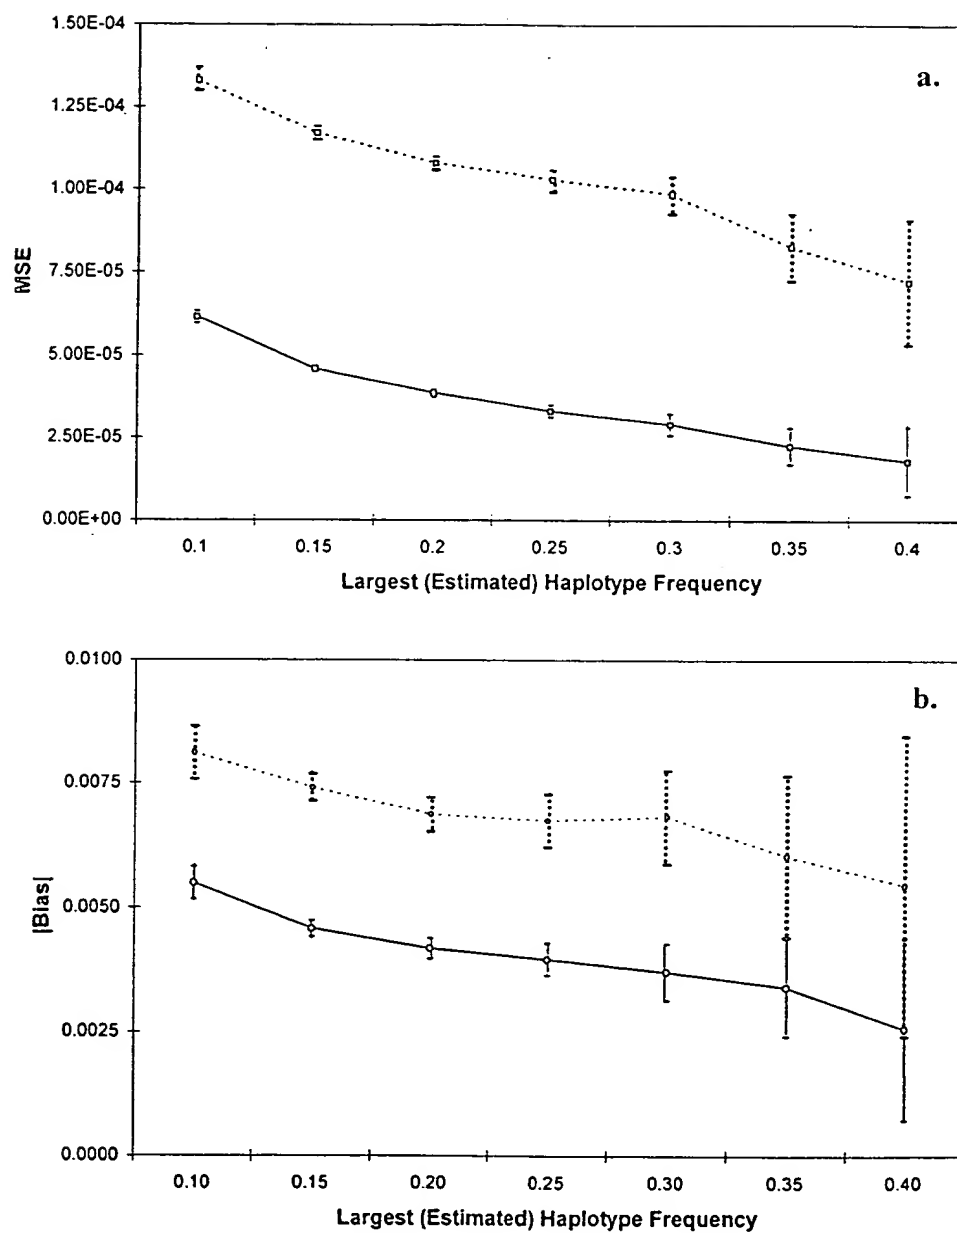 1.50E-04
a.
1.25E-04
1.00E-04
MSE
7.50E-05
5.00E-05
2.50E-05
0.00E+00
0.1 0.15 0.2 0.25 0.3 0.35 0.4
Largest (Estimated) Haplotype Frequency
0.0100
b.
0.0075
|Bias|
0.0050
0.0025
0.0000
0.10 0.15 0.20 0.25 0.30 0.35 0.40
Largest (Estimated) Haplotype Frequency